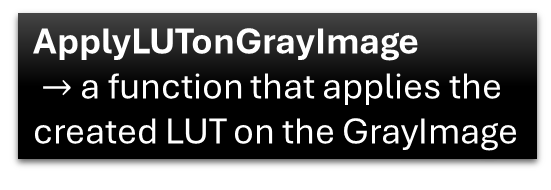 ApplyLUTonGrayImage
→ a function that applies the
created LUT on the GrayImage